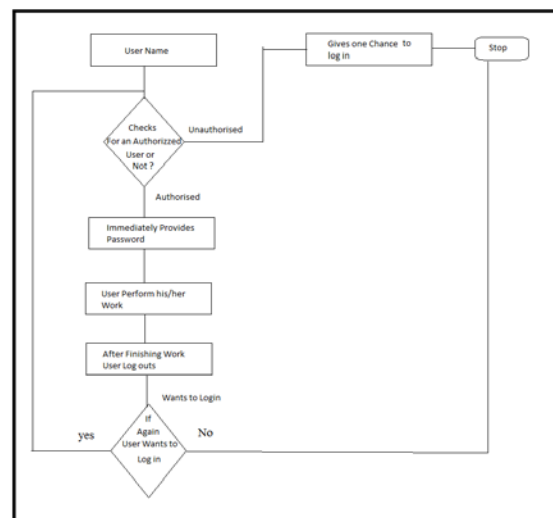 User Name
Gives one Chance to
log in
Stop
Checks
For an Authorizzed
User or
Not ?
Unauthorised
Authorised
Immediately Provides
Password
User Perform his/her
Work
After Finishing Work
User Log outs
Wants to Login
If
Again
User Wants to
Log in
yes
No